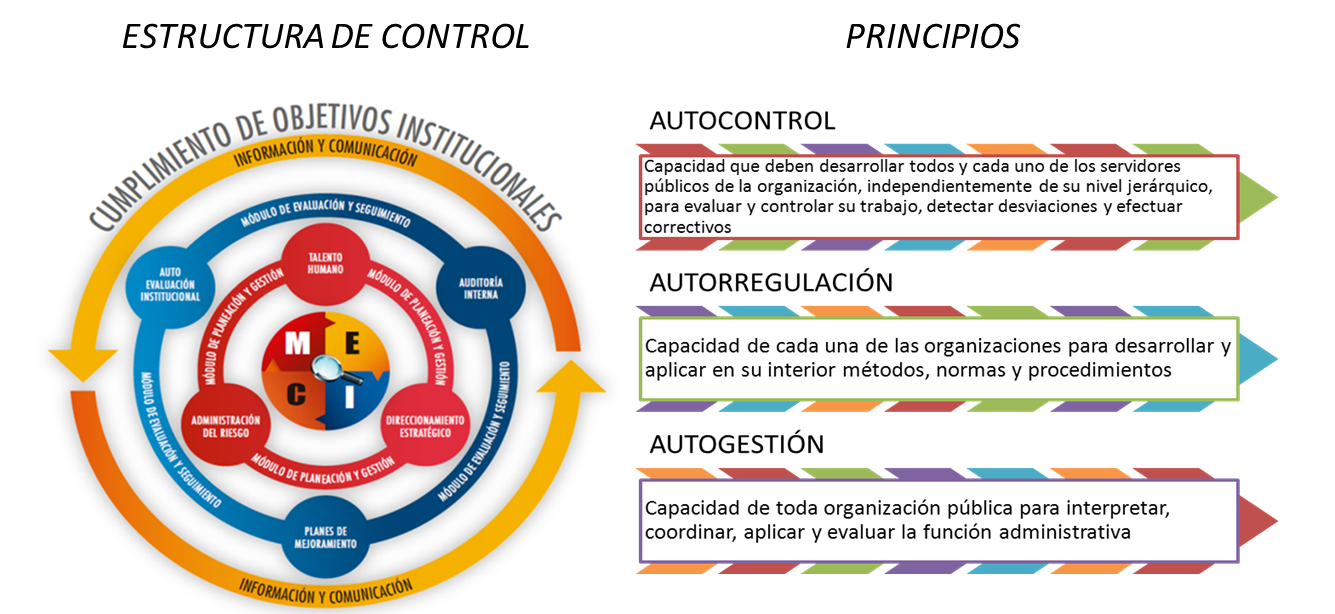 ESTRUCTURA DE CONTROL
CUMPLIMIENTO DE OBJETIVOS INSTITUCIONALES
INFORMACIÓN Y COMUNICACIÓN
MÓDULO DE EVALUACIÓN Y SEGUIMIENTO
TALENTO
HUMANO
AUTO
EVALUACIÓN
INSTITUCIONAL
AUDITORÍA
INTERNA
MÓDULO DE PLANEACIÓN Y GESTIÓN
MÓDULO DE PLANEACIÓN Y GESTIÓN
M E
C I
ADMINISTRACIÓN
DEL RIESGO
DIRECCIONAMIENTO
ESTRATÉGICO
MÓDULO DE PLANEACIÓN Y GESTIÓN
MÓDULO DE EVALUACIÓN Y SEGUIMIENTO
MÓDULO DE EVALUACIÓN Y SEGUIMIENTO
PLANES DE
MEJORAMIENTO
INFORMACIÓN Y COMUNICACIÓN
PRINCIPIOS
AUTOCONTROL
Capacidad que deben desarrollar todos y cada uno de los servidores
públicos de la organización, independientemente de su nivel jerárquico,
para evaluar y controlar su trabajo, detectar desviaciones y efectuar
correctivos
AUTORREGULACIÓN
Capacidad de cada una de las organizaciones para desarrollar y
aplicar en su interior métodos, normas y procedimientos
AUTOGESTIÓN
Capacidad de toda organización pública para interpretar,
coordinar, aplicar y evaluar la función administrativa